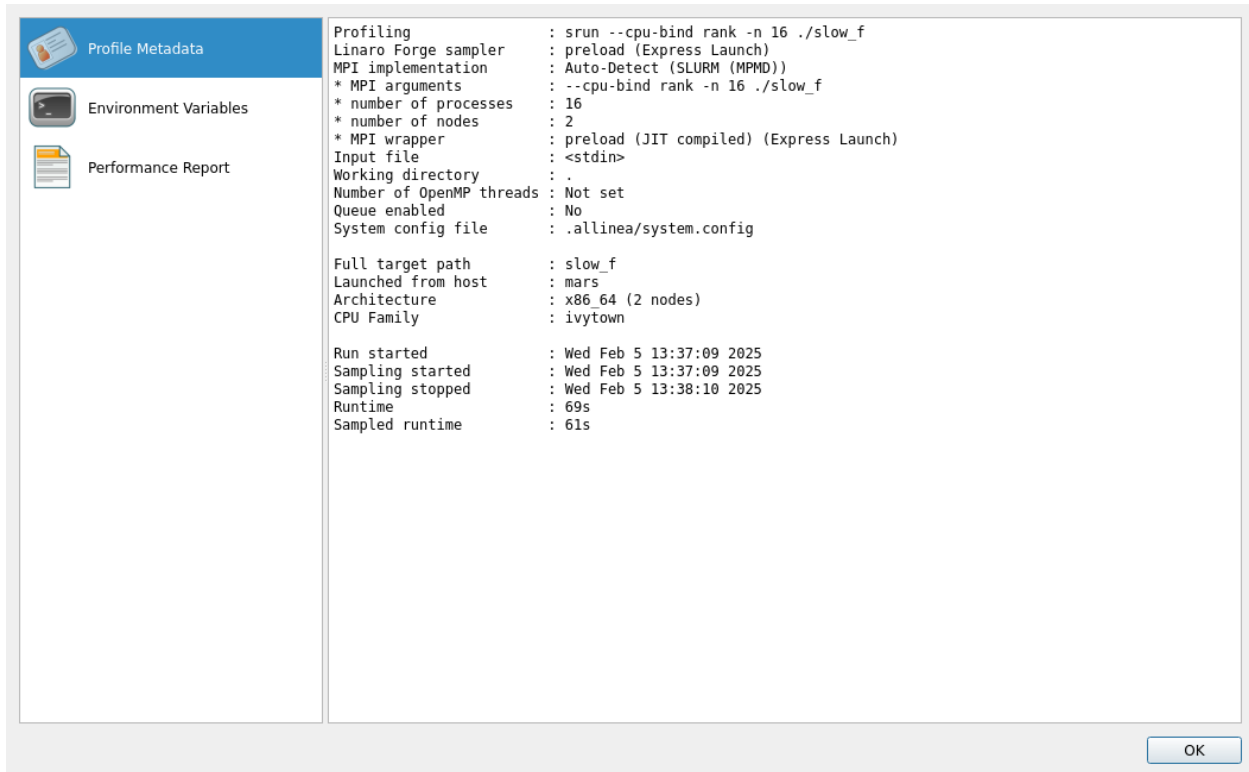 Profile Metadata
Environment Variables
Performance Report
Profiling : srun --cpu-bind rank -n 16 ./slow_f
Linaro Forge sampler : preload (Express Launch)
MPI implementation : Auto-Detect (SLURM (MPMD))
* MPI arguments : --cpu-bind rank -n 16 ./slow_f
* number of processes : 16
* number of nodes : 2
* MPI wrapper : preload (JIT compiled) (Express Launch)
Input file : <stdin>
Working directory : .
Number of OpenMP threads : Not set
Queue enabled : No
System config file : .allinea/system.config
Full target path : slow_f
Launched from host : mars
Architecture : x86_64 (2 nodes)
CPU Family : ivytown
Run started : Wed Feb 5 13:37:09 2025
Sampling started : Wed Feb 5 13:37:09 2025
Sampling stopped : Wed Feb 5 13:38:10 2025
Runtime : 69s
Sampled runtime : 61s
OK